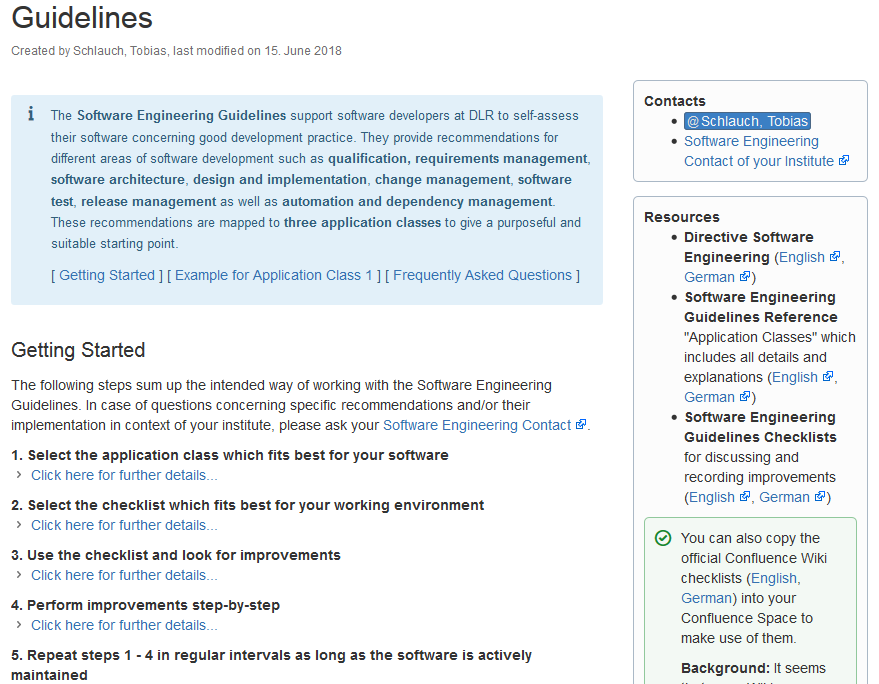 Guidelines
Created by Schlauch, Tobias, last modified on 15. June 2018
The Software Engineering Guidelines support software developers at DLR to self-assess
their software concerning good development practice. They provide recommendations for
different areas of software development such as qualification, requirements management,
software architecture, design and implementation, change management, software
test, release management as well as automation and dependency management.
These recommendations are mapped to three application classes to give a purposeful and
suitable starting point.
[ Getting Started ] [ Example for Application Class 1 ] [ Frequently Asked Questions ]
Getting Started
The following steps sum up the intended way of working with the Software Engineering
Guidelines. In case of questions concerning specific recommendations and/or their
implementation in context of your institute, please ask your Software Engineering Contact.
1. Select the application class which fits best for your software
Click here for further details...
2. Select the checklist which fits best for your working environment
Click here for further details...
3. Use the checklist and look for improvements
Click here for further details...
4. Perform improvements step-by-step
Click here for further details...
5. Repeat steps 1 - 4 in regular intervals as long as the software is actively
maintained
Contacts
@Schlauch, Tobias
Software Engineering
Contact of your Institute
Resources
Directive Software
Engineering (English,
German)
Software Engineering
Guidelines Reference
"Application Classes" which
includes all details and
explanations (English,
German)
Software Engineering
Guidelines Checklists
for discussing and
recording improvements
(English, German)
You can also copy the
official Confluence Wiki
checklists (English,
German) into your
Confluence Space to
make use of them.
Background: It seems